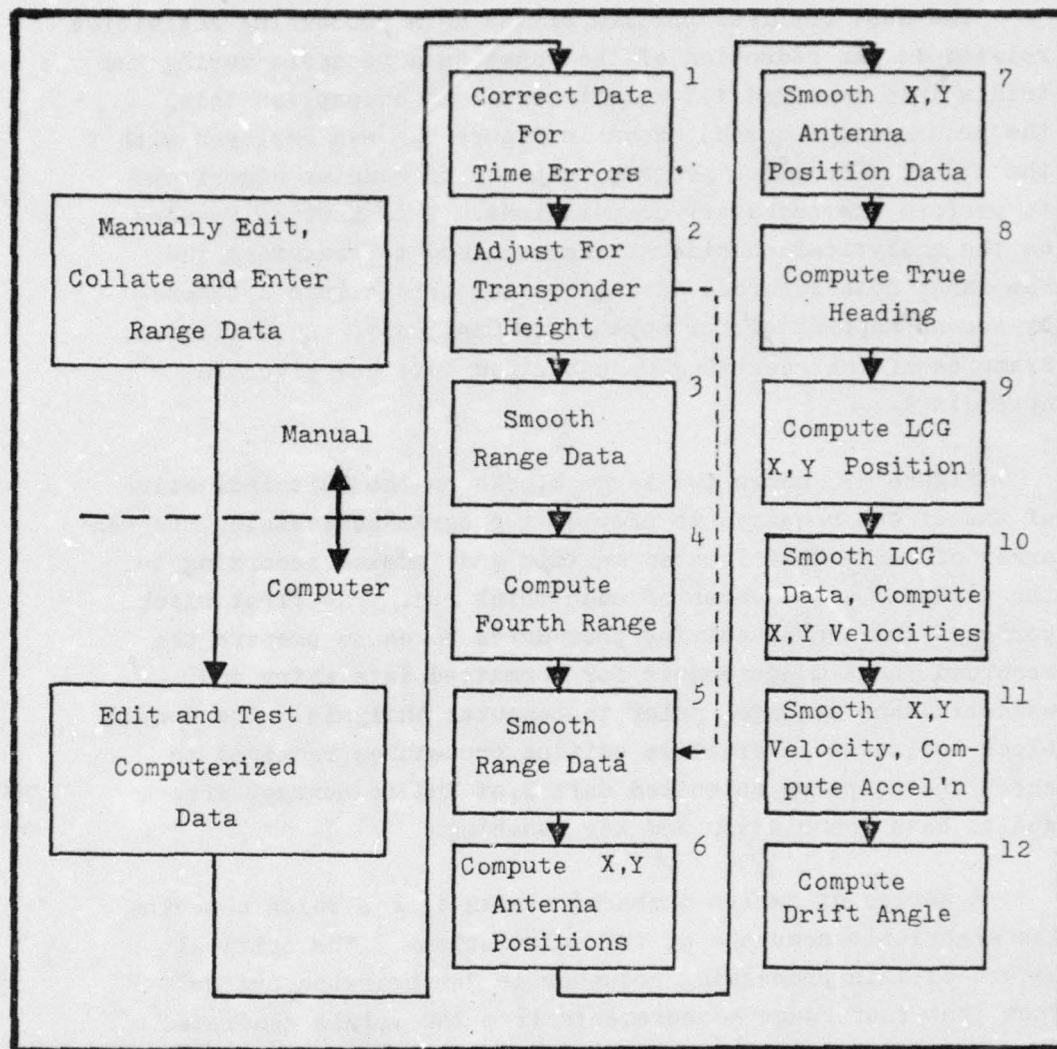 Manually Edit,
Collate and Enter
Range Data
Manual
Computer
Edit and Test
Computerized
Data
1
Correct Data
For
Time Errors
2
Adjust For
Transponder
Height
3
Smooth
Range Data
4
Compute
Fourth Range
5
Smooth
Range Data
6
Compute X,Y
Antenna
Positions
7
Smooth X,Y
Antenna
Position Data
8
Compute True
Heading
9
Compute LCG
X,Y Position
10
Smooth LCG
Data, Compute
X,Y Velocities
11
Smooth X,Y
Velocity, Com-
pute Accel'n
12
Compute
Drift Angle